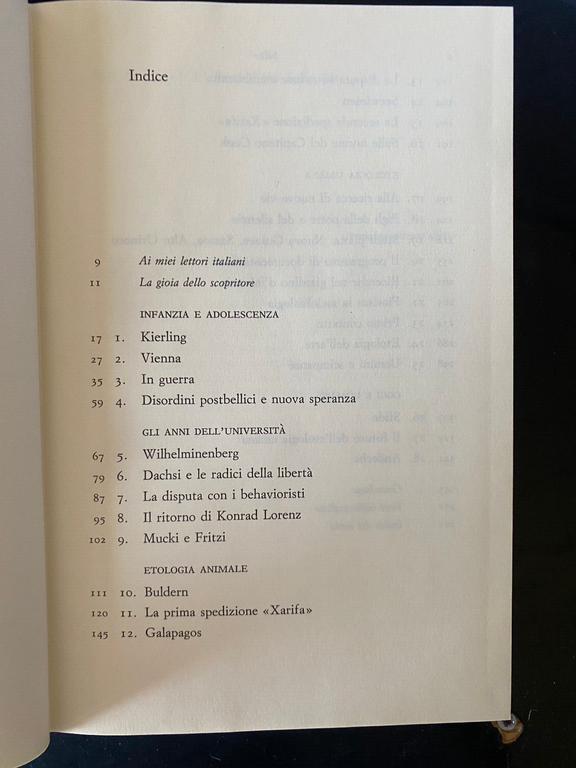 Indice
9 Ai miei lettori italiani
11 La gioia dello scopritore
INFANZIA E ADOLESCENZA
17 1. Kierling
27 2. Vienna
35 3. In guerra
59 4. Disordini postbellici e nuova speranza
GLI ANNI DELL'UNIVERSITÀ
67 5. Wilhelminenberg
79 6. Dachsi e le radici della libertà
87 7. La disputa con i behavioristi
95 8. Il ritorno di Konrad Lorenz
102 9. Mucki e Fritzi
ETOLOGIA ANIMALE
111 10. Buldern
120 11. La prima spedizione «Xarifa»
145 12. Galapagos